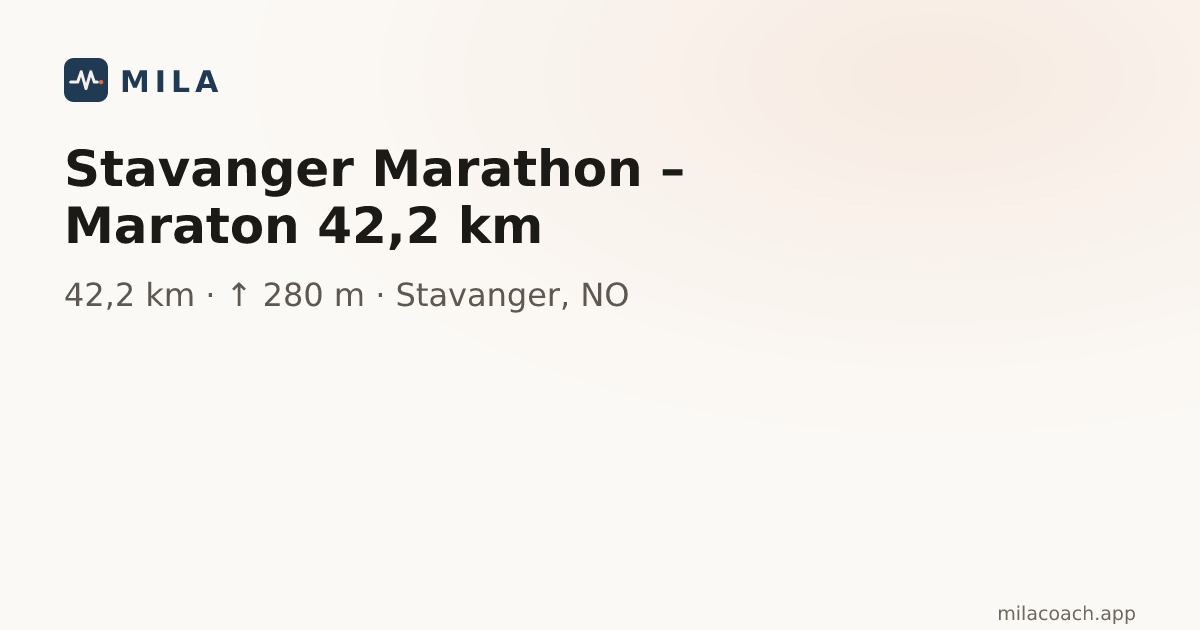 MILA
Stavanger Marathon –
Maraton 42,2 km
42,2 km · ↑ 280 m · Stavanger, NO
milacoach.app